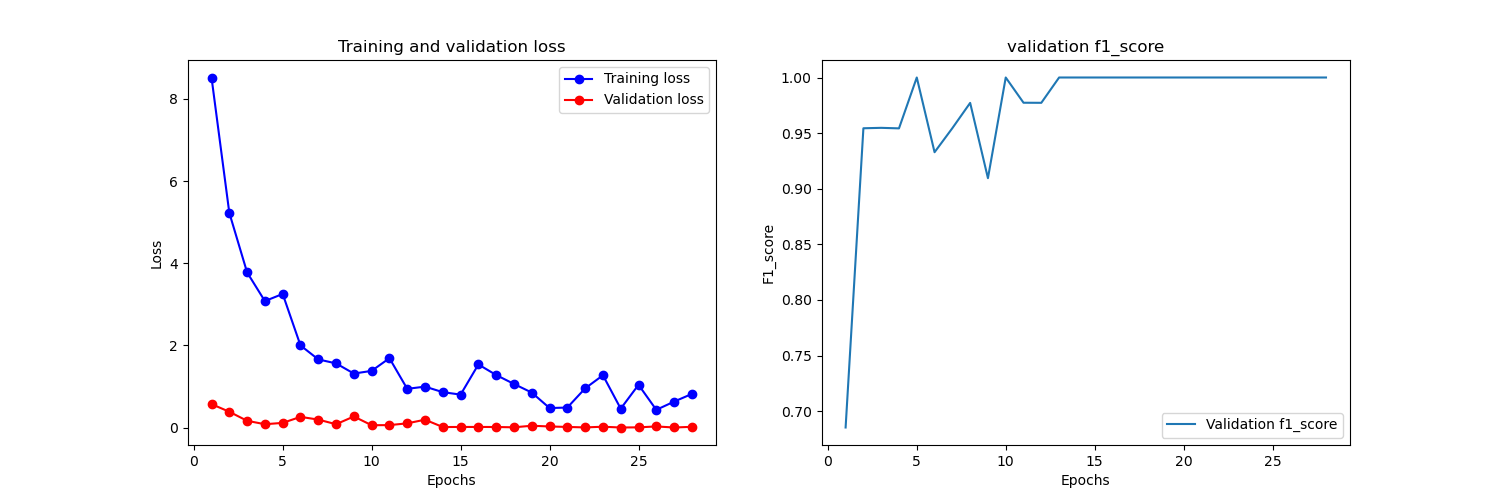 Training and validation loss
Training loss
Validation loss
8
6
4
2
0
Loss
0 5 10 15 20 25
Epochs
validation f1_score
1.00
0.95
0.90
0.85
0.80
0.75
0.70
F1_score
Validation f1_score
0 5 10 15 20 25
Epochs